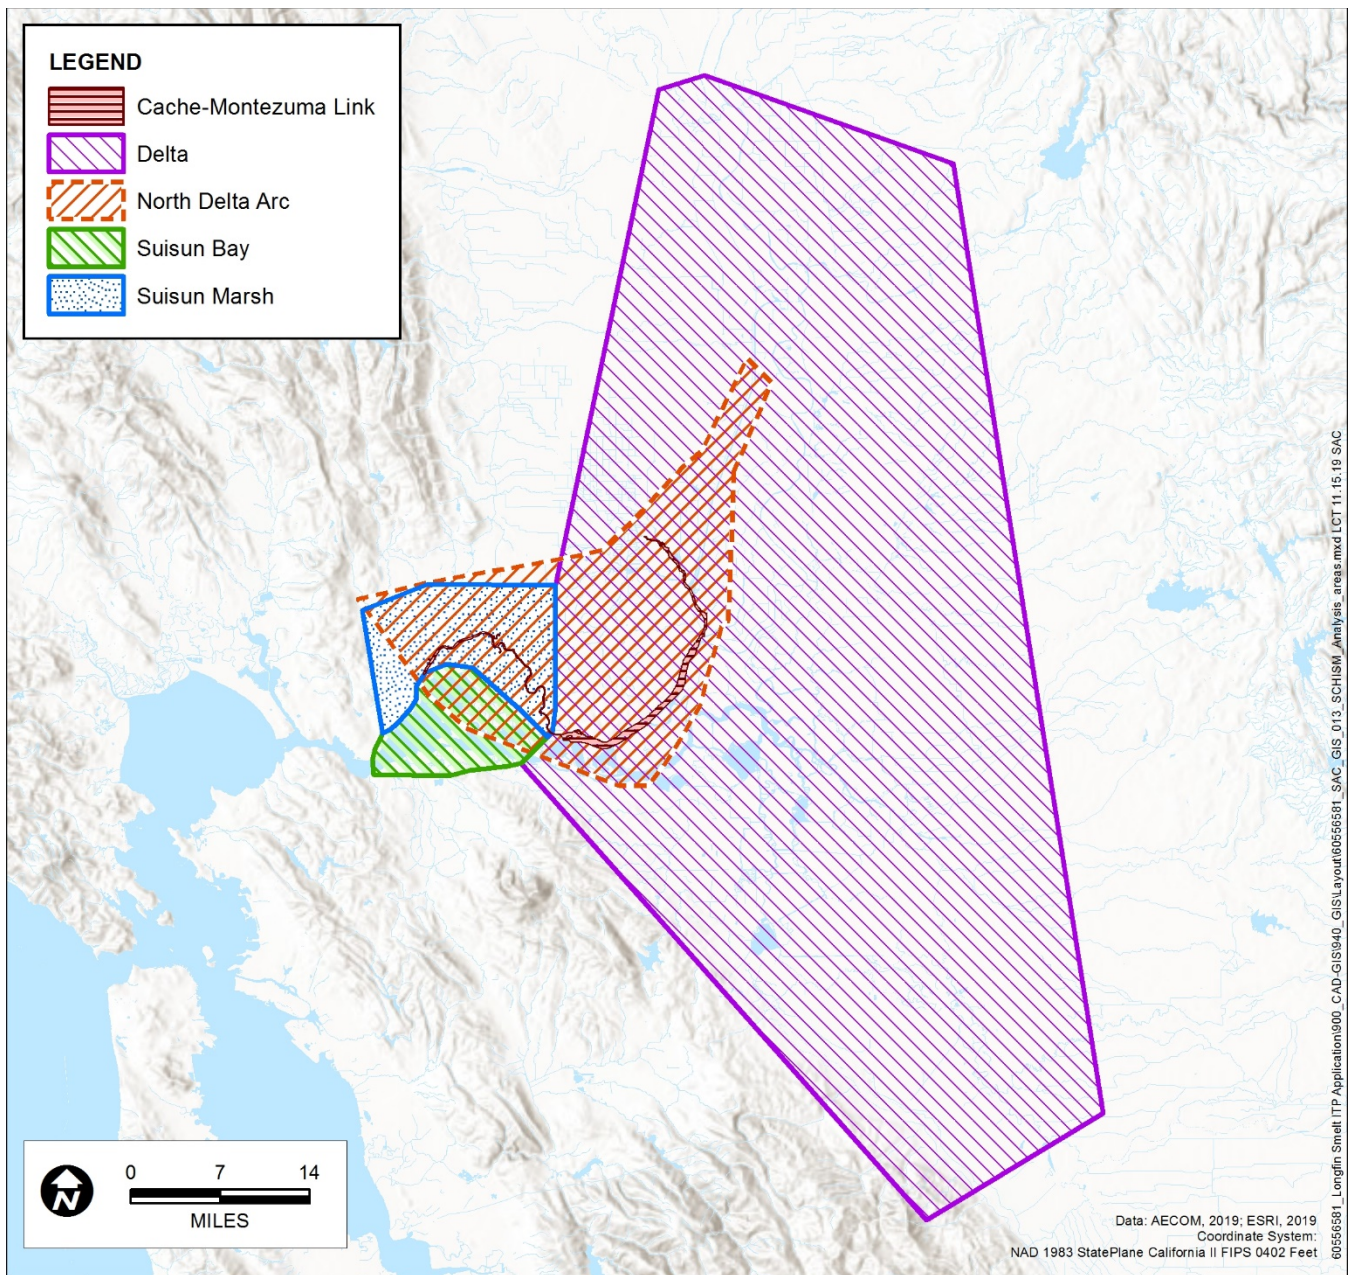 LEGEND
Cache-Montezuma Link
Delta
North Delta Arc
Suisun Bay
Suisun Marsh
60556581_Longfin Smelt ITP Application\900_CAD-GIS\940_GIS\Layout\60556581_SAC_GIS_013_SCHISM_Analysis_areas.mxd LCT 11.15.19 SAC
N
0 7 14
MILES
Data: AECOM, 2019; ESRI, 2019
Coordinate System:
NAD 1983 StatePlane California II FIPS 0402 Feet